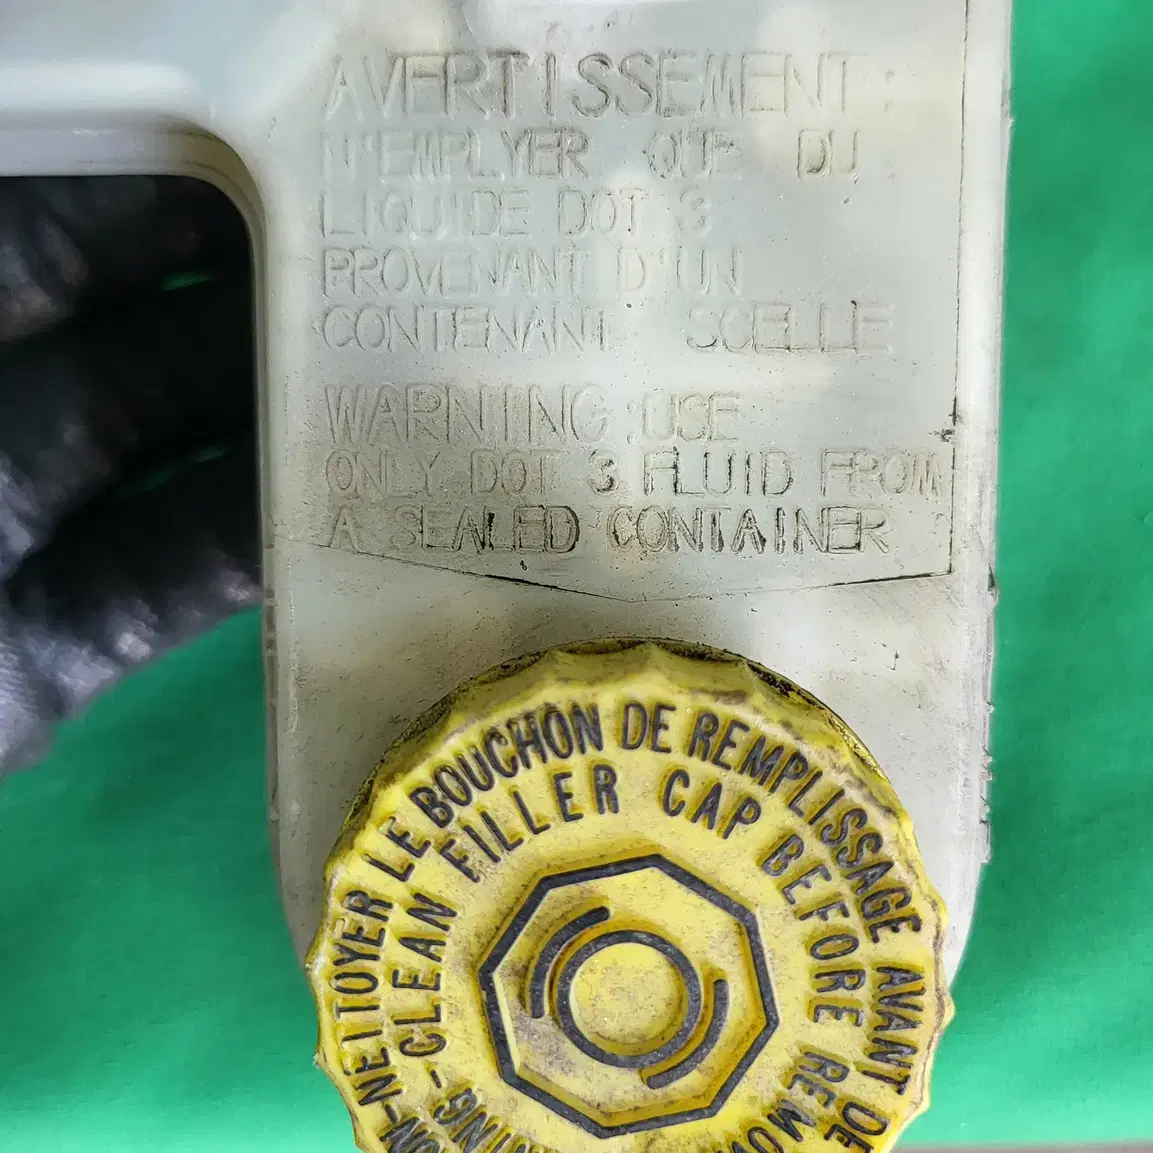 AVERTISSEMENT:
N'EMPLYER QUE DU
LIQUIDE DOT 3
PROVENANT D'UN
CONTENANT SCELLE
WARNING:USE
ONLY DOT 3 FLUID FROM
A SEALED CONTAINER
-NETTOYER LE BOUCHON DE REMPLISSAGE AVANT DE
-CLEAN FILLER CAP BEFORE